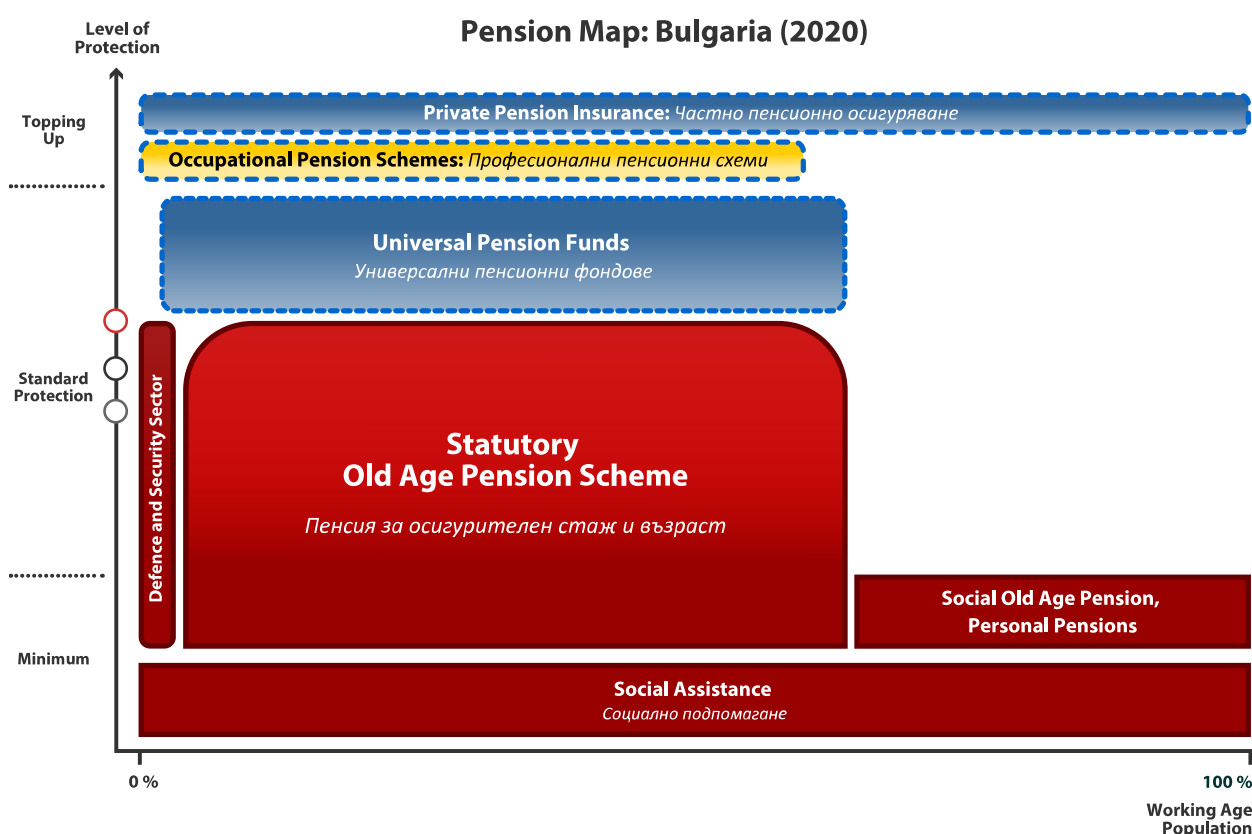 Pension Map: Bulgaria (2020)
Level of
Protection
Topping
Up
Private Pension Insurance: Частно пенсионно осигуряване
Occupational Pension Schemes: Професионални пенсионни схеми
Universal Pension Funds
Универсални пенсионни фондове
Standard
Protection
Defence and Security Sector
Statutory
Old Age Pension Scheme
Пенсия за осигурителен стаж и възраст
Social Old Age Pension,
Personal Pensions
Minimum
Social Assistance
Социално подпомагане
0 %
100 %
Working Age
Population